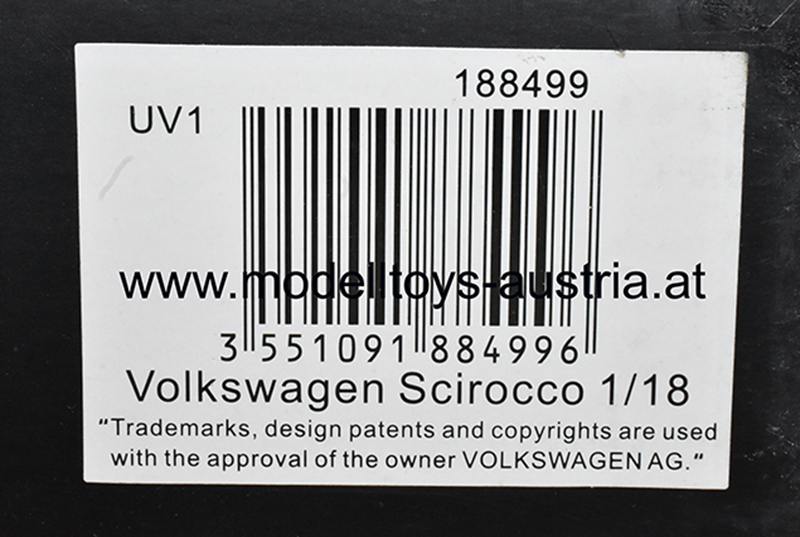 188499
UV1
www.modelltoys-austria.at
3 551091 884996
Volkswagen Scirocco 1/18
"Trademarks, design patents and copyrights are used
with the approval of the owner VOLKSWAGEN AG."